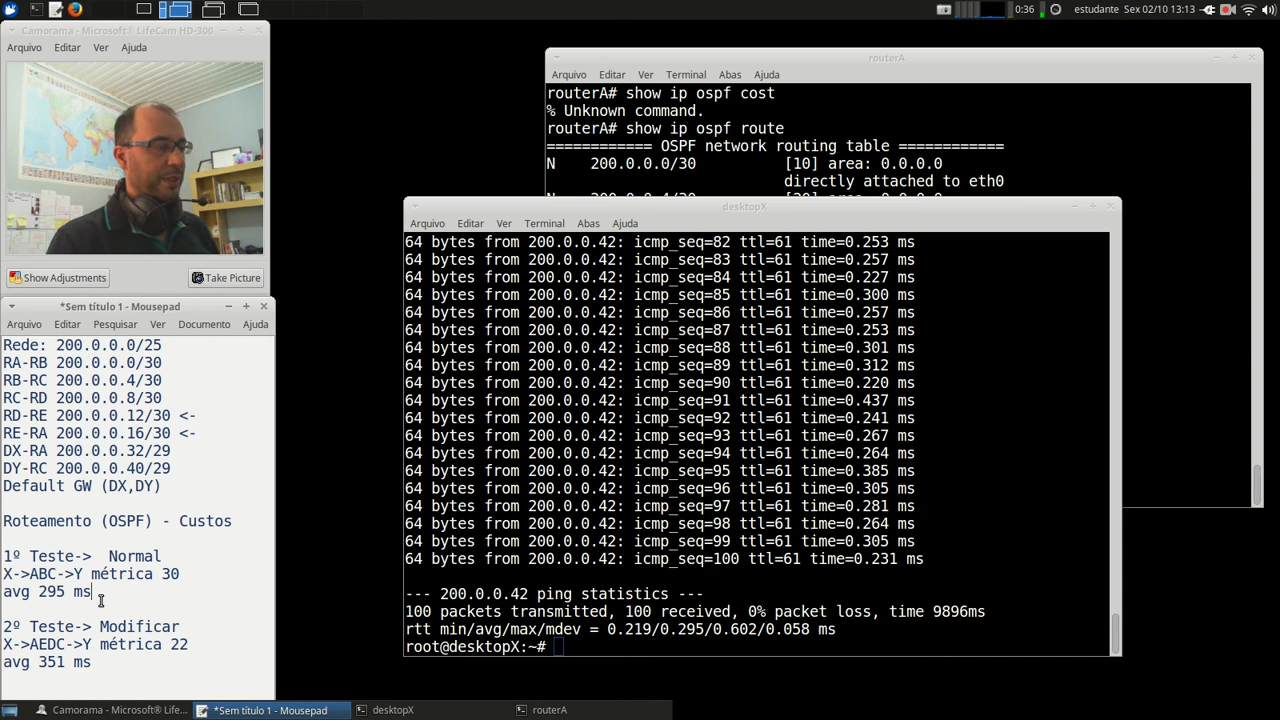 0:36
estudante Sex 02/10 13:13
Camorama - Microsoft® LifeCam HD-300
Arquivo Editar Ver Ajuda
Show Adjustments
Take Picture
*Sem título 1 - Mousepad
Arquivo Editar Pesquisar Ver Documento Ajuda
Rede: 200.0.0.0/25
RA-RB 200.0.0.0/30
RB-RC 200.0.0.4/30
RC-RD 200.0.0.8/30
RD-RE 200.0.0.12/30 <-
RE-RA 200.0.0.16/30 <-
DX-RA 200.0.0.32/29
DY-RC 200.0.0.40/29
Default GW (DX,DY)
Roteamento (OSPF) - Custos
1º Teste-> Normal
X->ABC->Y métrica 30
avg 295 ms
2º Teste-> Modificar
X->AEDC->Y métrica 22
avg 351 ms
routerA
Arquivo Editar Ver Terminal Abas Ajuda
routerA# show ip ospf cost
% Unknown command.
routerA# show ip ospf route
============ OSPF network routing table ============
N 200.0.0.0/30 [10] area: 0.0.0.0
directly attached to eth0
desktopX
Arquivo Editar Ver Terminal Abas Ajuda
64 bytes from 200.0.0.42: icmp_seq=82 ttl=61 time=0.253 ms
64 bytes from 200.0.0.42: icmp_seq=83 ttl=61 time=0.257 ms
64 bytes from 200.0.0.42: icmp_seq=84 ttl=61 time=0.227 ms
64 bytes from 200.0.0.42: icmp_seq=85 ttl=61 time=0.300 ms
64 bytes from 200.0.0.42: icmp_seq=86 ttl=61 time=0.257 ms
64 bytes from 200.0.0.42: icmp_seq=87 ttl=61 time=0.253 ms
64 bytes from 200.0.0.42: icmp_seq=88 ttl=61 time=0.301 ms
64 bytes from 200.0.0.42: icmp_seq=89 ttl=61 time=0.312 ms
64 bytes from 200.0.0.42: icmp_seq=90 ttl=61 time=0.220 ms
64 bytes from 200.0.0.42: icmp_seq=91 ttl=61 time=0.437 ms
64 bytes from 200.0.0.42: icmp_seq=92 ttl=61 time=0.241 ms
64 bytes from 200.0.0.42: icmp_seq=93 ttl=61 time=0.267 ms
64 bytes from 200.0.0.42: icmp_seq=94 ttl=61 time=0.264 ms
64 bytes from 200.0.0.42: icmp_seq=95 ttl=61 time=0.385 ms
64 bytes from 200.0.0.42: icmp_seq=96 ttl=61 time=0.305 ms
64 bytes from 200.0.0.42: icmp_seq=97 ttl=61 time=0.281 ms
64 bytes from 200.0.0.42: icmp_seq=98 ttl=61 time=0.264 ms
64 bytes from 200.0.0.42: icmp_seq=99 ttl=61 time=0.305 ms
64 bytes from 200.0.0.42: icmp_seq=100 ttl=61 time=0.231 ms
--- 200.0.0.42 ping statistics ---
100 packets transmitted, 100 received, 0% packet loss, time 9896ms
rtt min/avg/max/mdev = 0.219/0.295/0.602/0.058 ms
root@desktopX:~#
Camorama - Microsoft® LifeC...
*Sem título 1 - Mousepad
desktopX
routerA